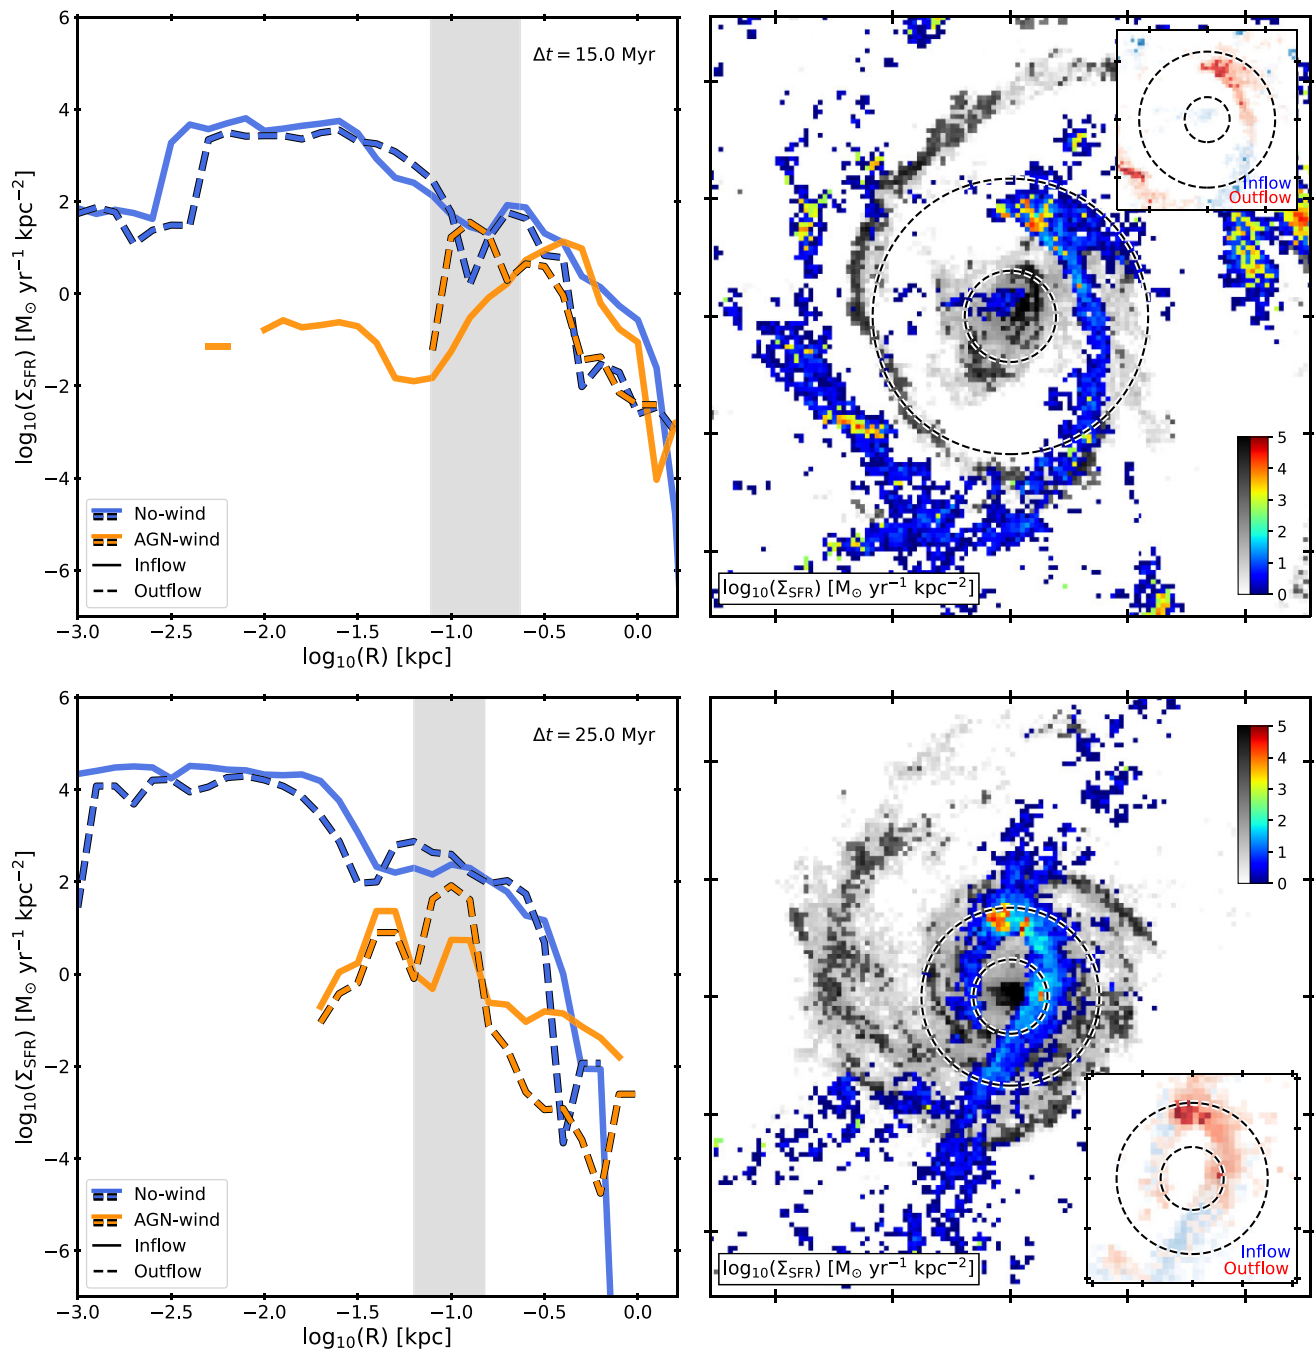 6
4
2
0
−2
−4
−6
log₁₀(Σ_SFR) [M⊙ yr⁻¹ kpc⁻²]
Δt = 15.0 Myr
No-wind
AGN-wind
Inflow
Outflow
−3.0 −2.5 −2.0 −1.5 −1.0 −0.5 0.0
log₁₀(R) [kpc]
Inflow
Outflow
5
4
3
2
1
0
log₁₀(Σ_SFR) [M⊙ yr⁻¹ kpc⁻²]
6
4
2
0
−2
−4
−6
log₁₀(Σ_SFR) [M⊙ yr⁻¹ kpc⁻²]
Δt = 25.0 Myr
No-wind
AGN-wind
Inflow
Outflow
−3.0 −2.5 −2.0 −1.5 −1.0 −0.5 0.0
log₁₀(R) [kpc]
5
4
3
2
1
0
Inflow
Outflow
log₁₀(Σ_SFR) [M⊙ yr⁻¹ kpc⁻²]